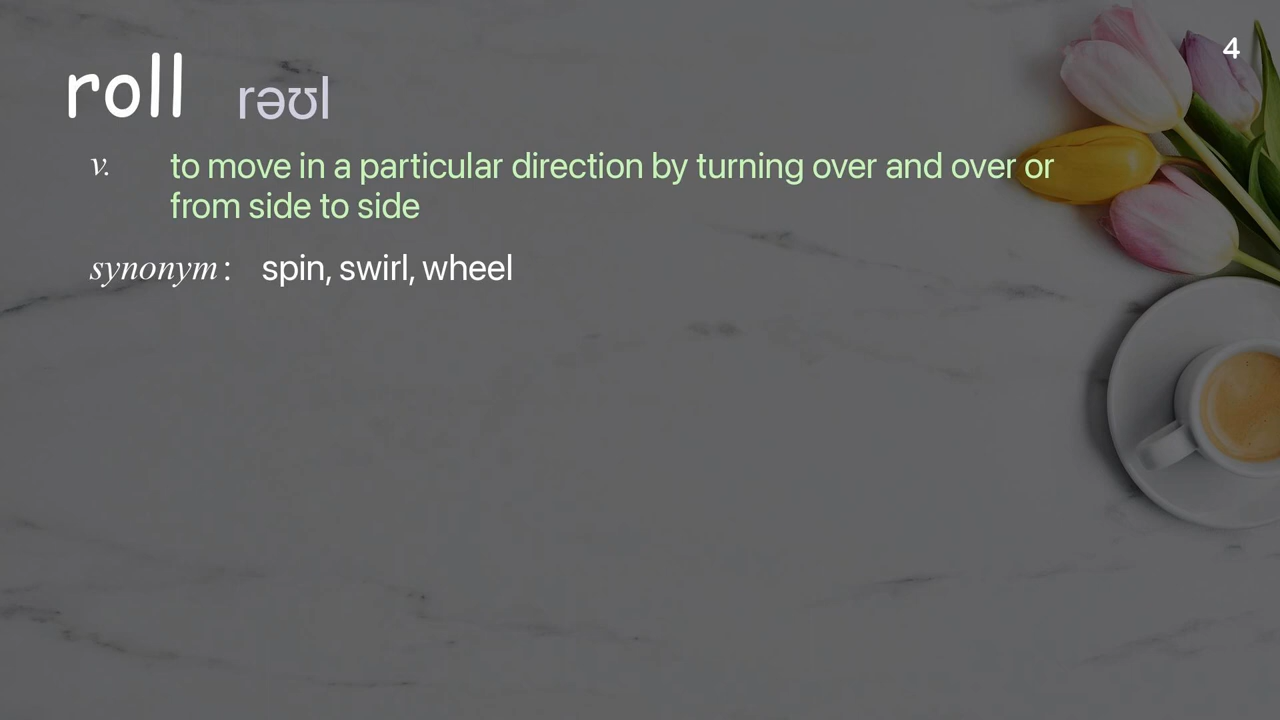 4
roll rəʊl
v. to move in a particular direction by turning over and over or
from side to side
synonym : spin, swirl, wheel